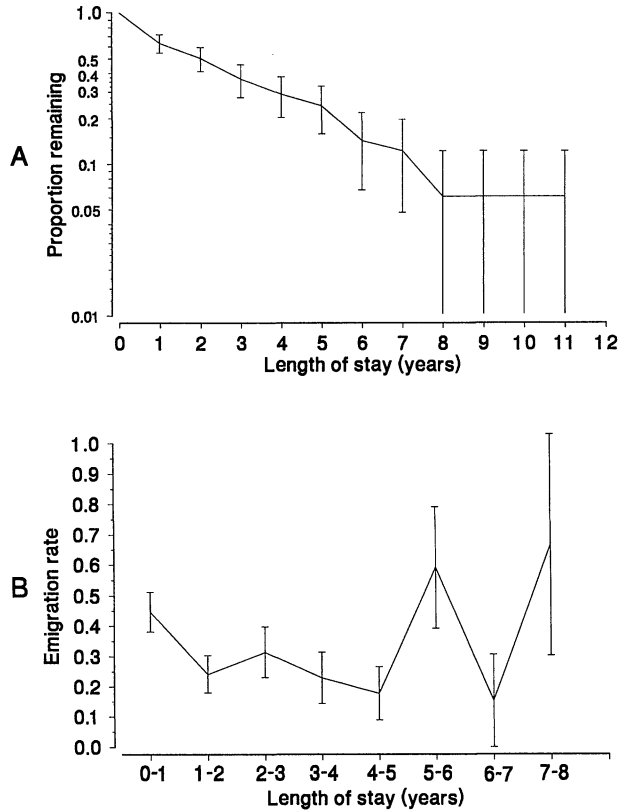 A
Proportion remaining
1.0
0.5
0.4
0.3
0.2
0.1
0.05
0.01
0 1 2 3 4 5 6 7 8 9 10 11 12
Length of stay (years)
B
Emigration rate
1.0
0.9
0.8
0.7
0.6
0.5
0.4
0.3
0.2
0.1
0.0
0-1 1-2 2-3 3-4 4-5 5-6 6-7 7-8
Length of stay (years)